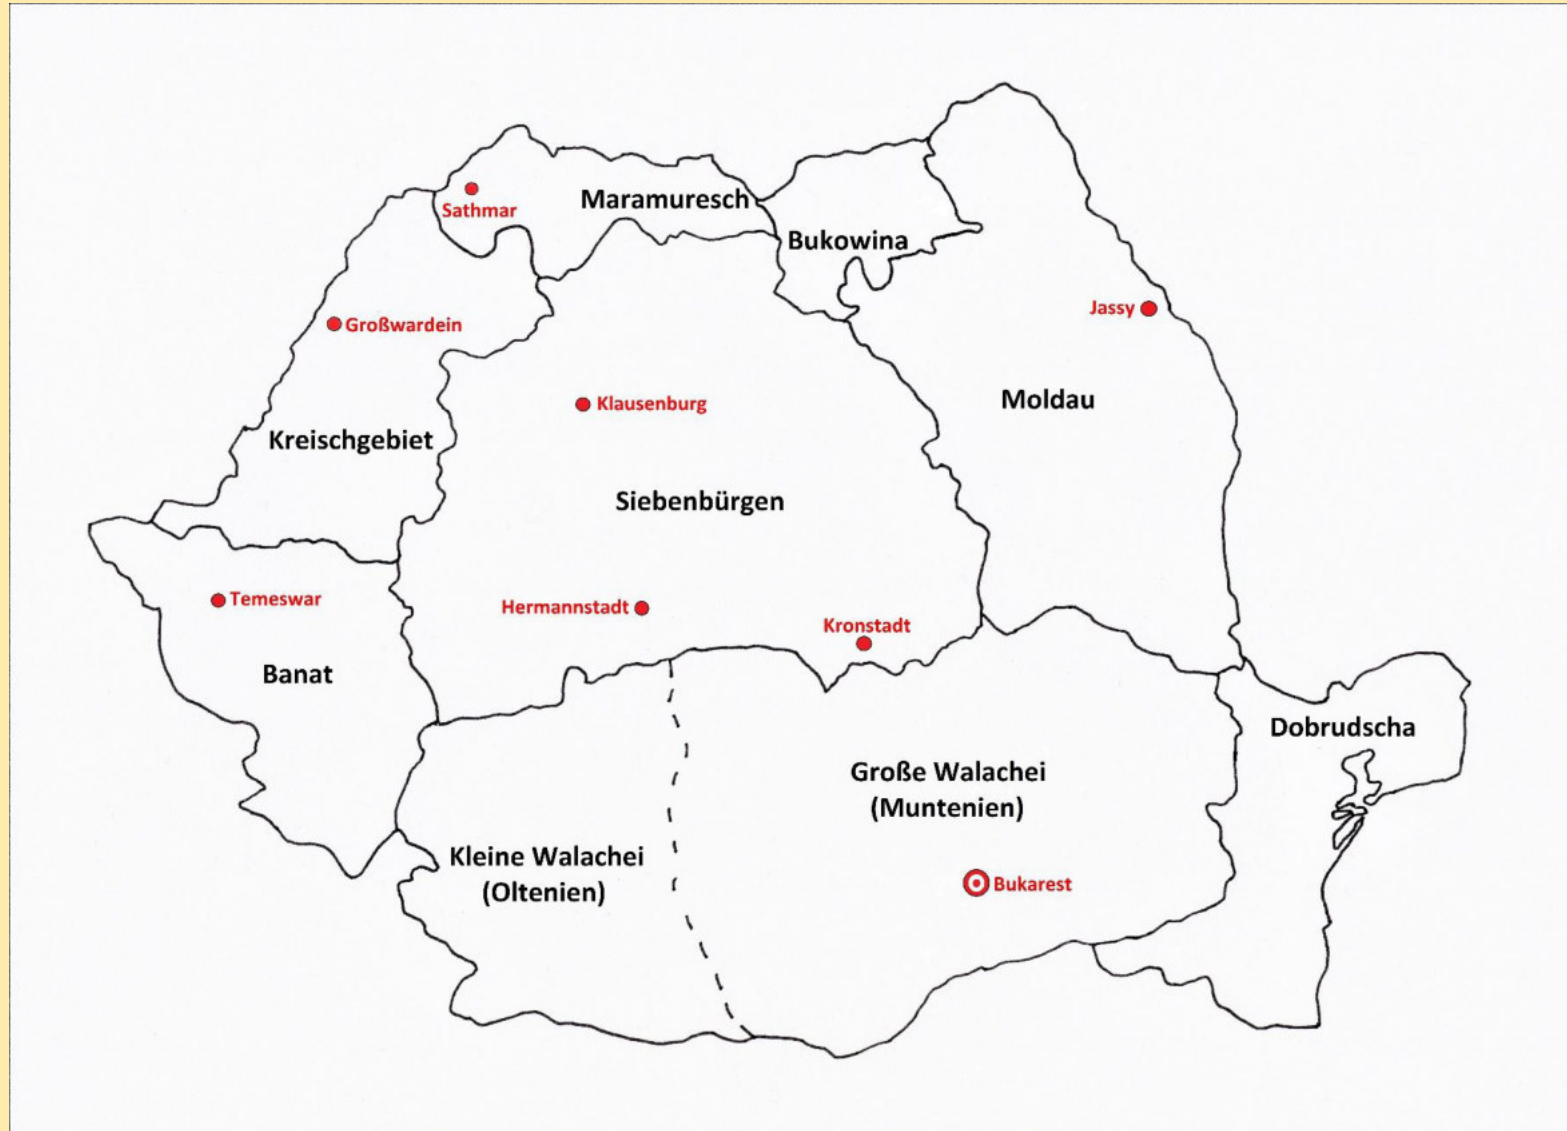 Maramuresch
Sathmar
Bukowina
Jassy
Großwardein
Klausenburg
Moldau
Kreischgebiet
Siebenbürgen
Temeswar
Hermannstadt
Kronstadt
Banat
Dobrudscha
Große Walachei
(Muntenien)
Kleine Walachei
(Oltenien)
Bukarest